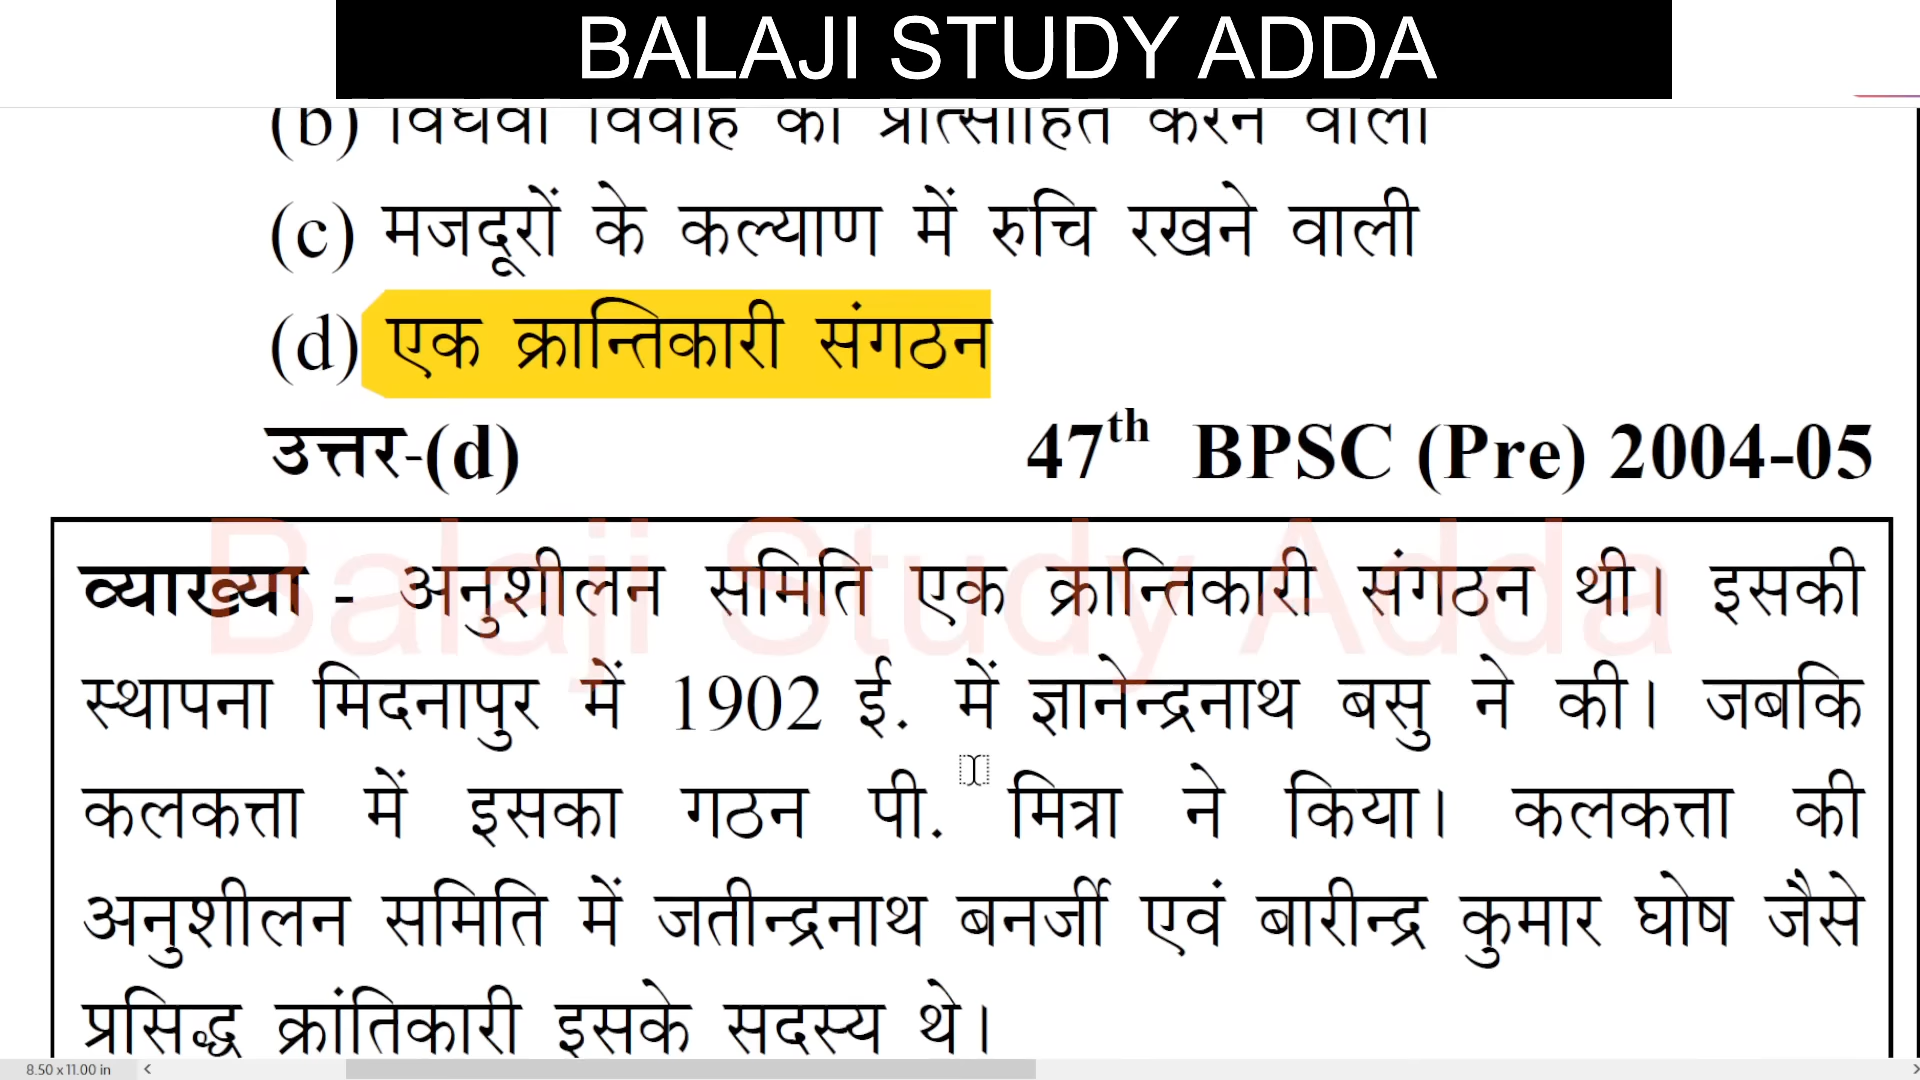 BALAJI STUDY ADDA
(b) विधवा विवाह को प्रोत्साहित करने वाली
(c) मजदूरों के कल्याण में रुचि रखने वाली
(d) एक क्रान्तिकारी संगठन
उत्तर-(d) 47th BPSC (Pre) 2004-05
Balaji Study Adda
व्याख्या - अनुशीलन समिति एक क्रान्तिकारी संगठन थी। इसकी
स्थापना मिदनापुर में 1902 ई. में ज्ञानेन्द्रनाथ बसु ने की। जबकि
कलकत्ता में इसका गठन पी. मित्रा ने किया। कलकत्ता की
अनुशीलन समिति में जतीन्द्रनाथ बनर्जी एवं बारीन्द्र कुमार घोष जैसे
प्रसिद्ध क्रांतिकारी इसके सदस्य थे।
8.50 x 11.00 in